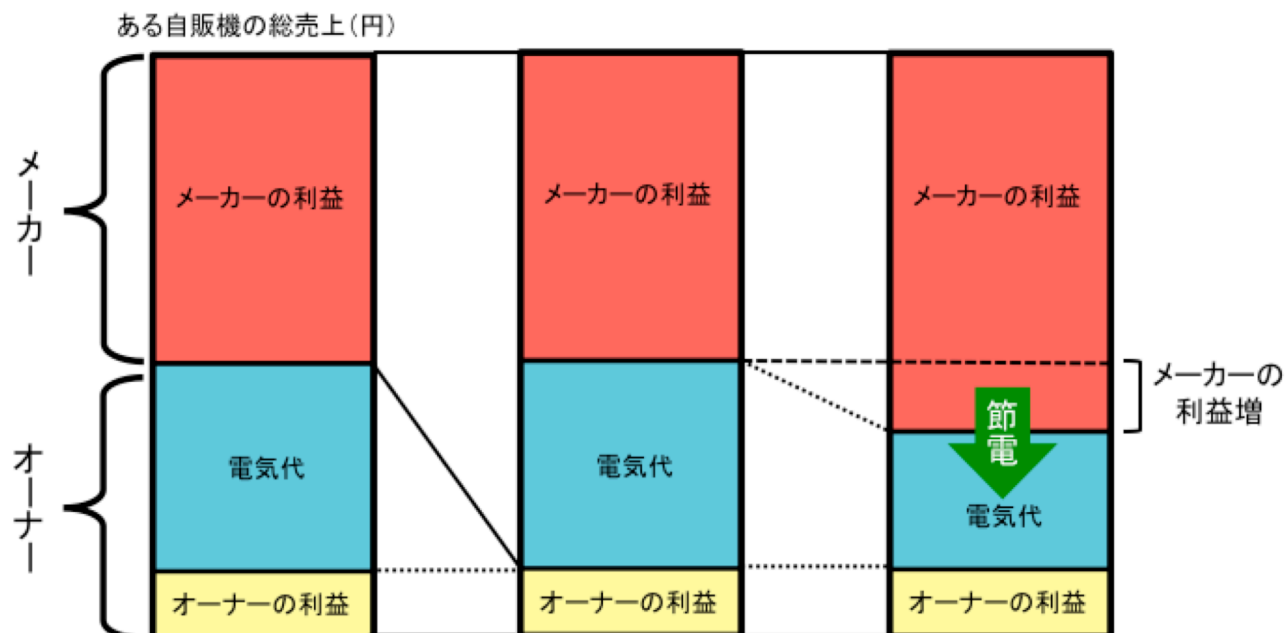 ある自販機の総売上(円)
メーカー
オーナー
メーカーの利益
電気代
オーナーの利益
メーカーの利益
電気代
オーナーの利益
メーカーの利益
節電
電気代
オーナーの利益
メーカーの
利益増